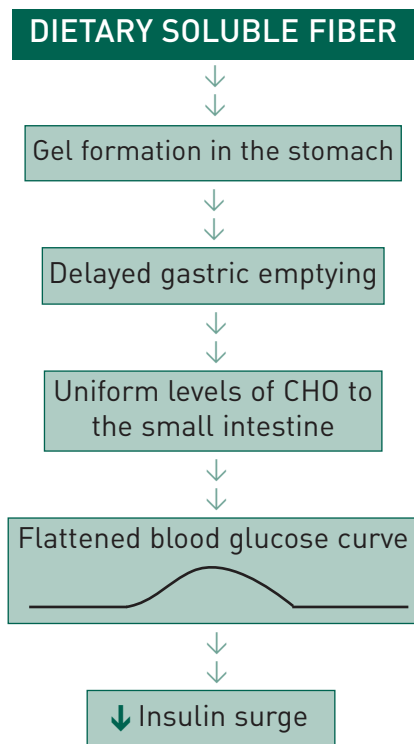 DIETARY SOLUBLE FIBER
Gel formation in the stomach
Delayed gastric emptying
Uniform levels of CHO to
the small intestine
Flattened blood glucose curve
↓ Insulin surge